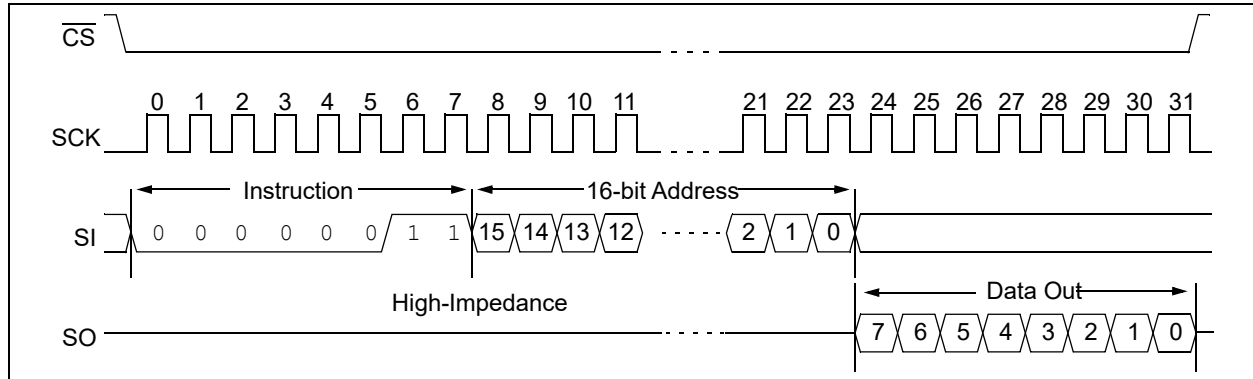 CS
0 1 2 3 4 5 6 7 8 9 10 11 21 22 23 24 25 26 27 28 29 30 31
SCK
Instruction 16-bit Address
SI 0 0 0 0 0 0 1 1 15 14 13 12 2 1 0
High-Impedance Data Out
SO 7 6 5 4 3 2 1 0